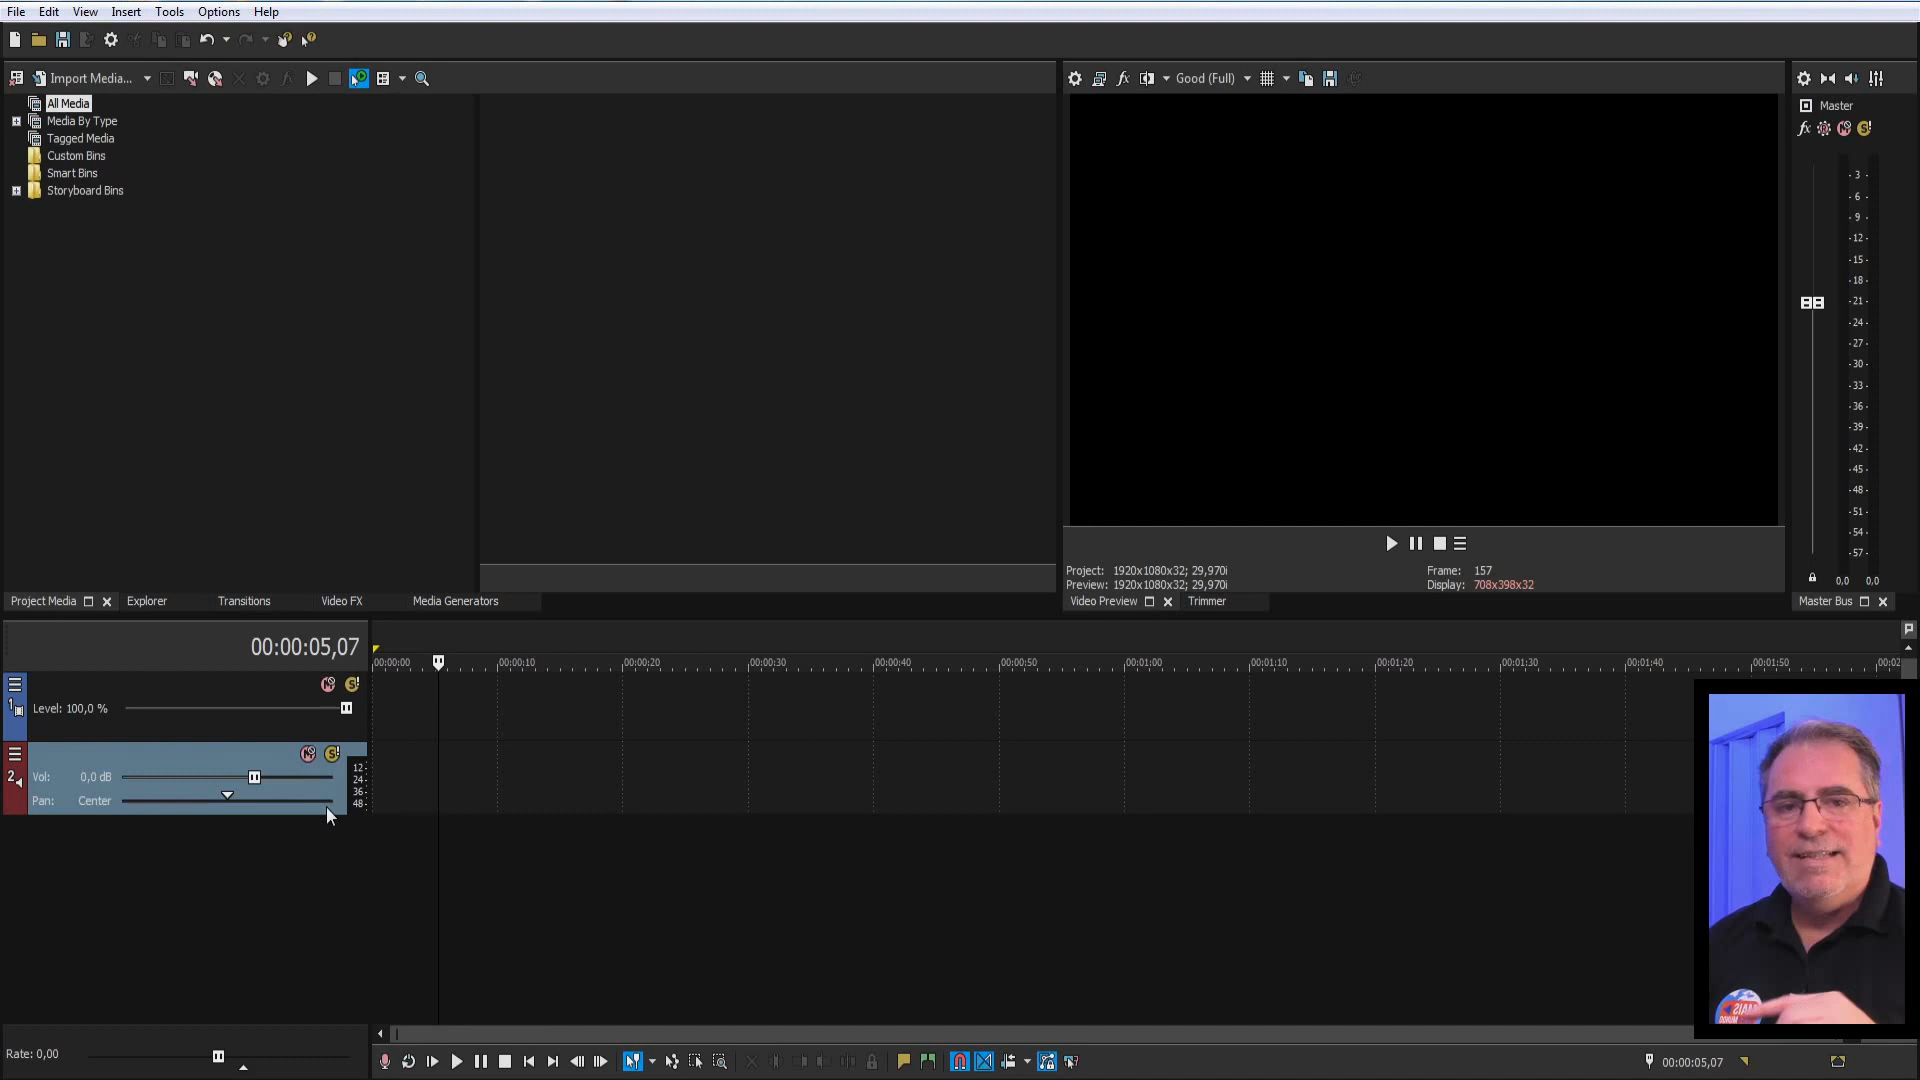 File Edit View Insert Tools Options Help
Import Media... Good (Full)
All Media
Media By Type
Tagged Media
Custom Bins
Smart Bins
Storyboard Bins
Master
fx
S
3
6
9
12
15
18
21
24
27
30
33
36
39
42
45
48
51
54
57
0,0 0,0
Project: 1920x1080x32; 29,970i Frame: 157
Preview: 1920x1080x32; 29,970i Display: 708x398x32
Project Media Explorer Transitions Video FX Media Generators Video Preview Trimmer Master Bus
00:00:05,07
00:00:00 00:00:10 00:00:20 00:00:30 00:00:40 00:00:50 00:01:00 00:01:10 00:01:20 00:01:30 00:01:40 00:01:50 00:02
1
Level: 100,0 %
2
Vol: 0,0 dB
Pan: Center
12
24
36
48
Rate: 0,00
00:00:05,07